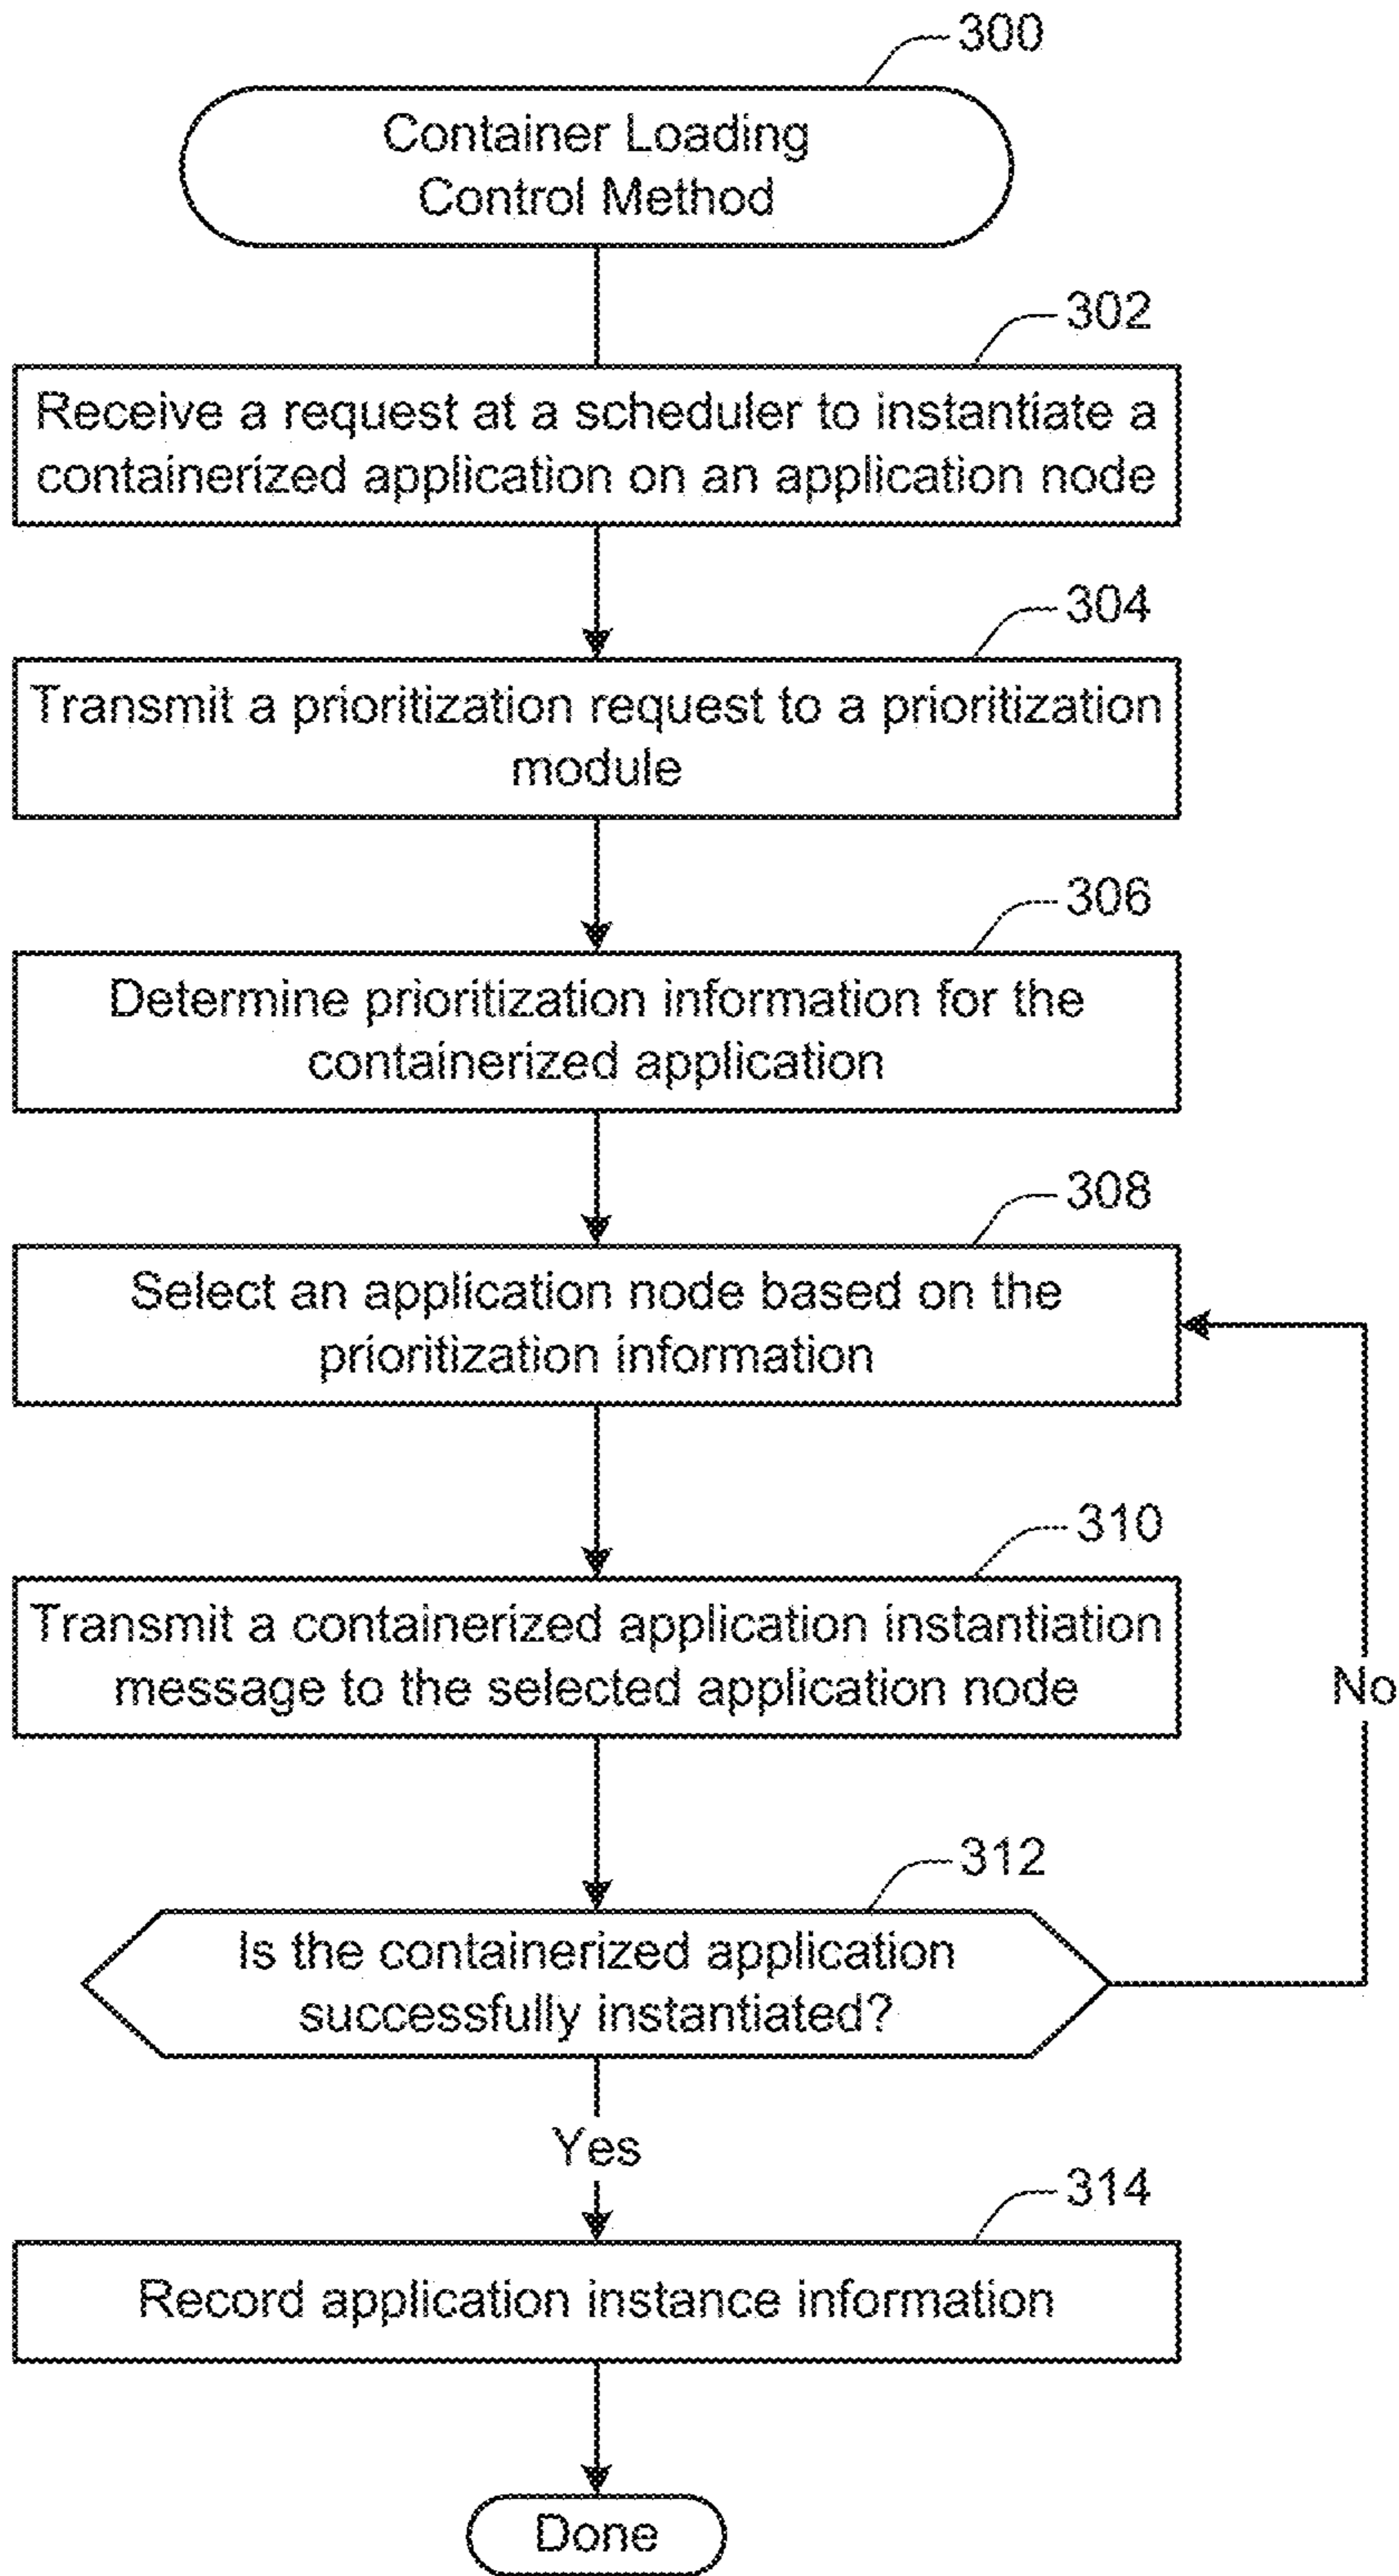 300
Container Loading
Control Method
302
Receive a request at a scheduler to instantiate a
containerized application on an application node
304
Transmit a prioritization request to a prioritization
module
306
Determine prioritization information for the
containerized application
308
Select an application node based on the
prioritization information
310
Transmit a containerized application instantiation
message to the selected application node
No
312
Is the containerized application
successfully instantiated?
Yes
314
Record application instance information
Done